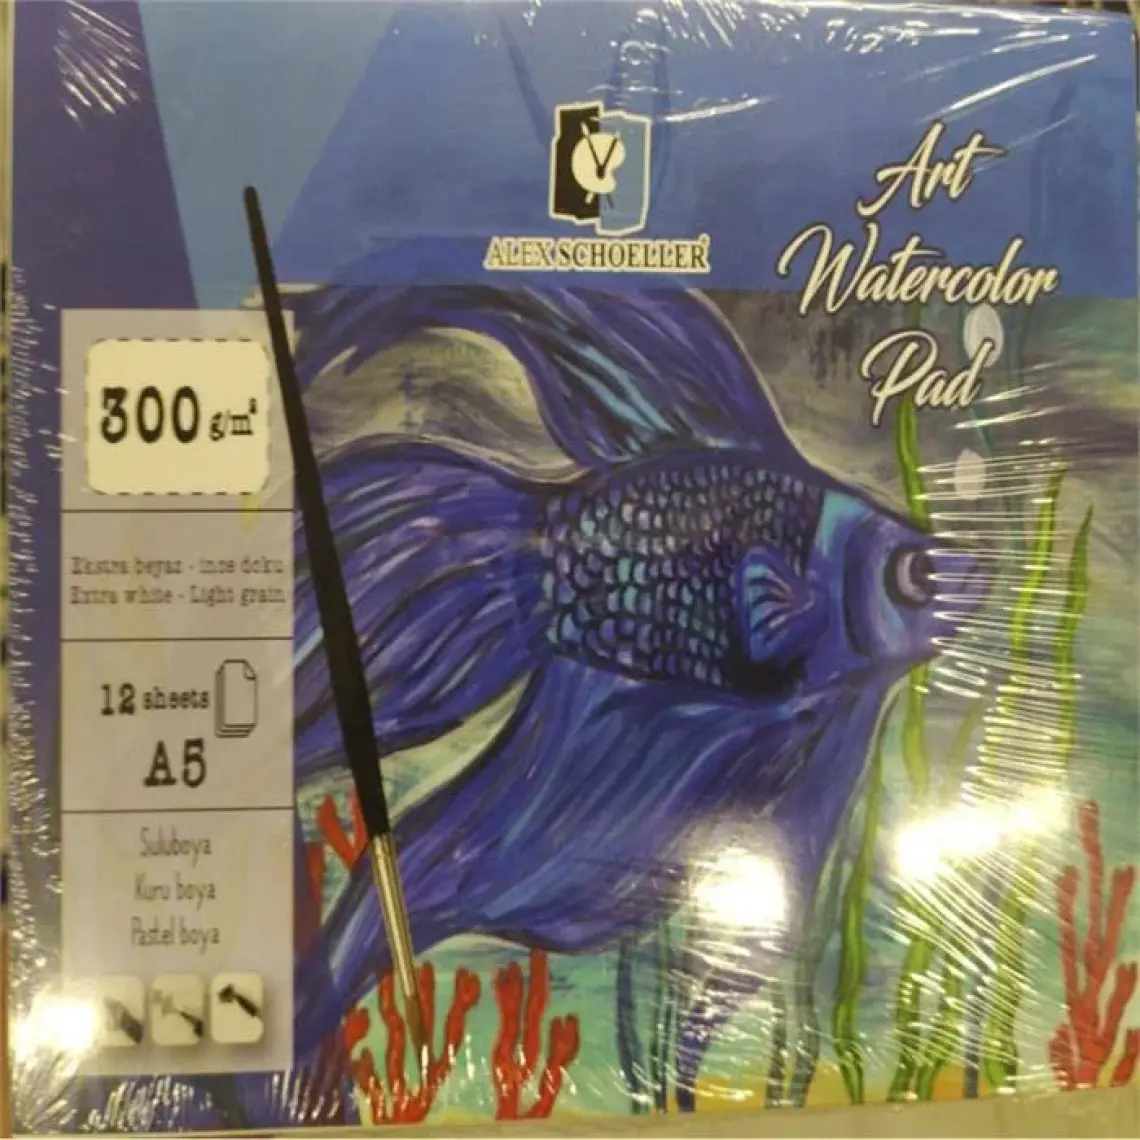 ALEX SCHOELLER®
Art
Watercolor
Pad
300 g/m²
Ekstra beyaz - ince doku
Extra white - Light grain
12 sheets
A5
Suluboya
Kuru boya
Pastel boya